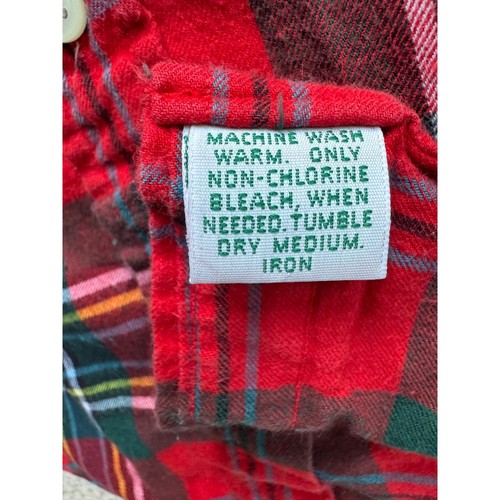 MACHINE WASH
WARM. ONLY
NON-CHLORINE
BLEACH, WHEN
NEEDED. TUMBLE
DRY MEDIUM.
IRON